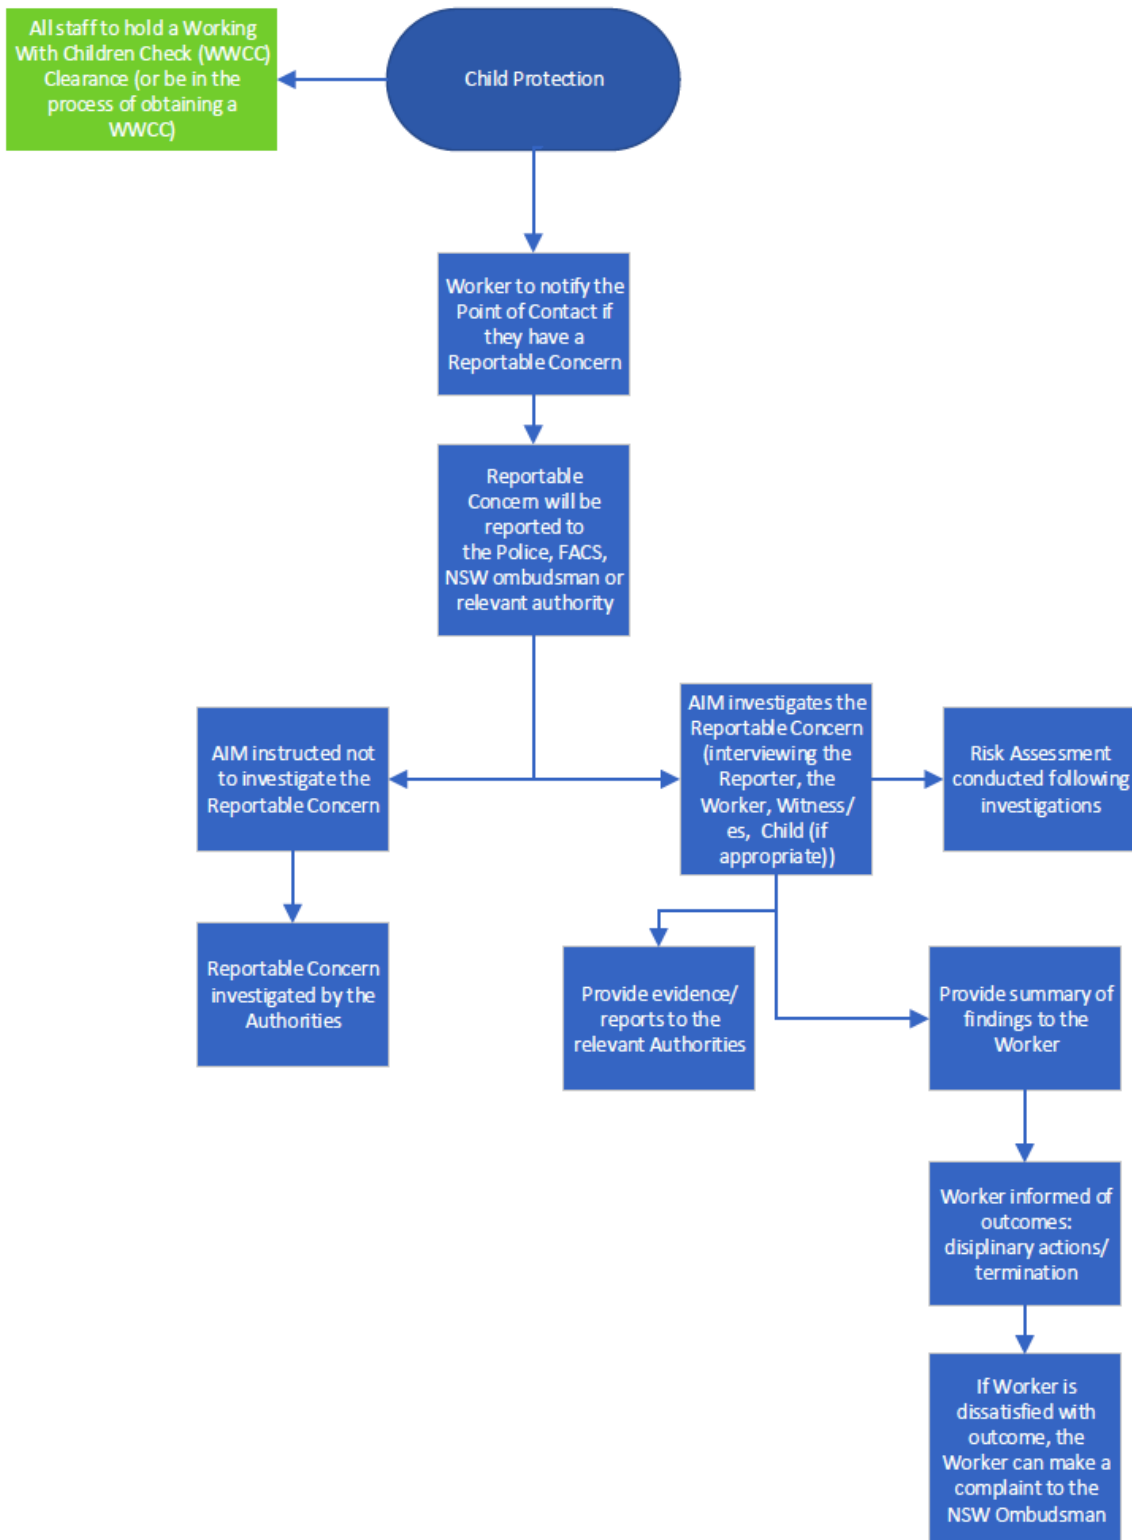 All staff to hold a Working
With Children Check (WWCC)
Clearance (or be in the
process of obtaining a
WWCC)
Child Protection
Worker to notify the
Point of Contact if
they have a
Reportable Concern
Reportable
Concern will be
reported to
the Police, FACS,
NSW ombudsman or
relevant authority
AIM instructed not
to investigate the
Reportable Concern
AIM investigates the
Reportable Concern
(interviewing the
Reporter, the
Worker, Witness/
es, Child (if
appropriate))
Risk Assessment
conducted following
investigations
Reportable Concern
investigated by the
Authorities
Provide evidence/
reports to the
relevant Authorities
Provide summary of
findings to the
Worker
Worker informed of
outcomes:
disiplinary actions/
termination
If Worker is
dissatisfied with
outcome, the
Worker can make a
complaint to the
NSW Ombudsman